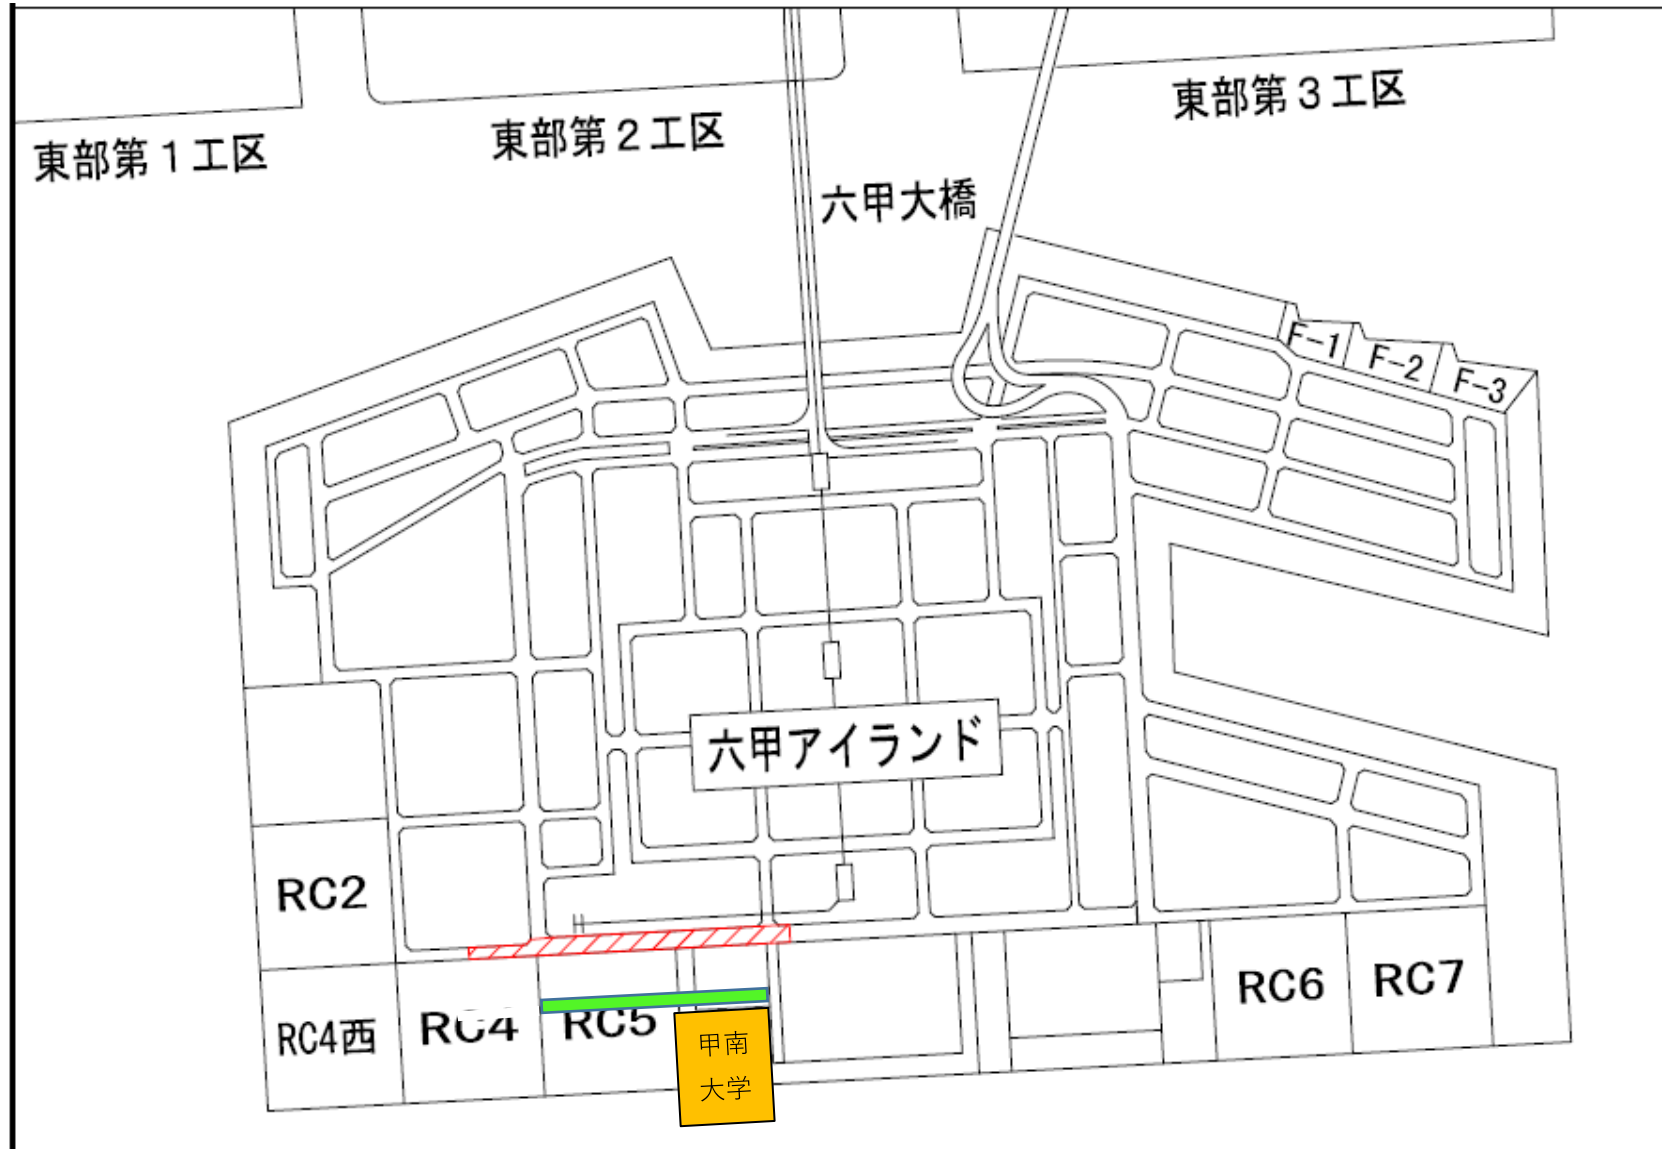 東部第１工区
東部第２工区
東部第３工区
六甲大橋
F-1
F-2
F-3
六甲アイランド
RC2
RC4西
RC4
RC5
甲南
大学
RC6
RC7